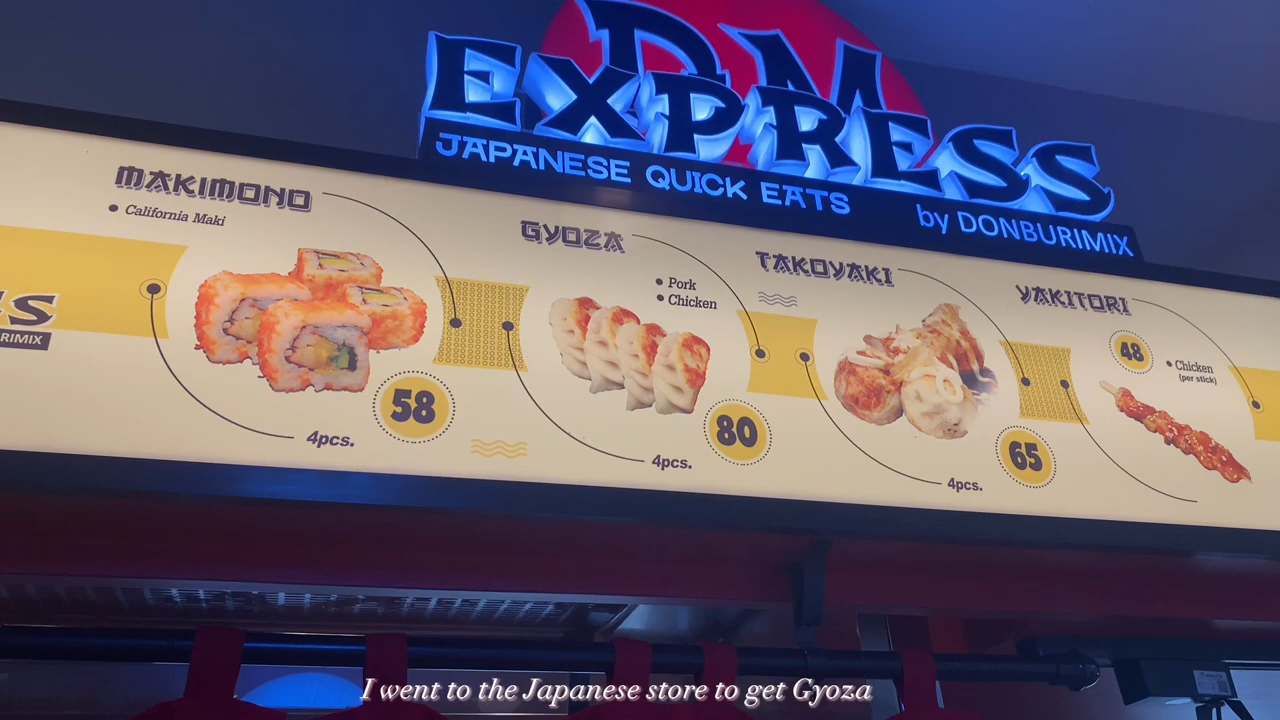 DM
EXPRESS
JAPANESE QUICK EATS
by DONBURIMIX
MAKIMONO
California Maki
58
4pcs.
GYOZA
Pork
Chicken
80
4pcs.
TAKOYAKI
65
4pcs.
YAKITORI
48
Chicken
(per stick)
I went to the Japanese store to get Gyoza